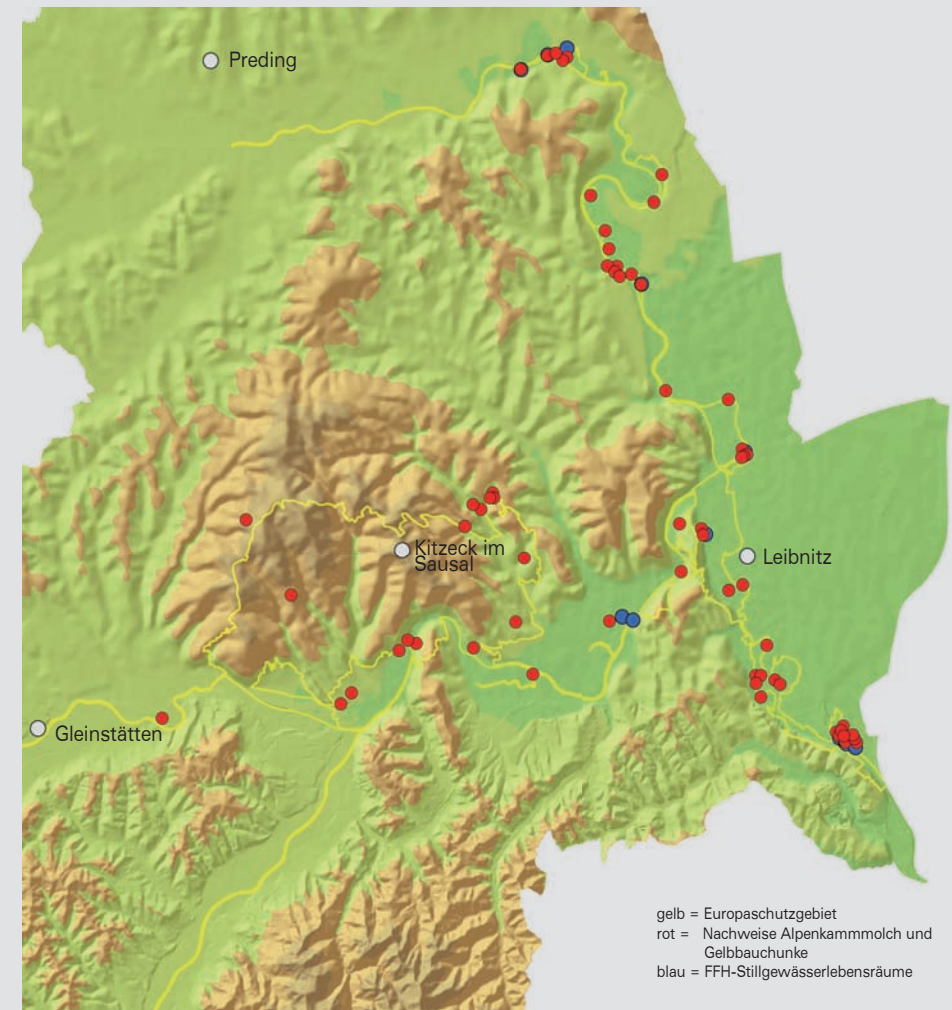 Preding
Kitzeck im
Sausal
Leibnitz
Gleinstätten
gelb = Europaschutzgebiet
rot = Nachweise Alpenkammmolch und
Gelbbauchunke
blau = FFH-Stillgewässerlebensräume